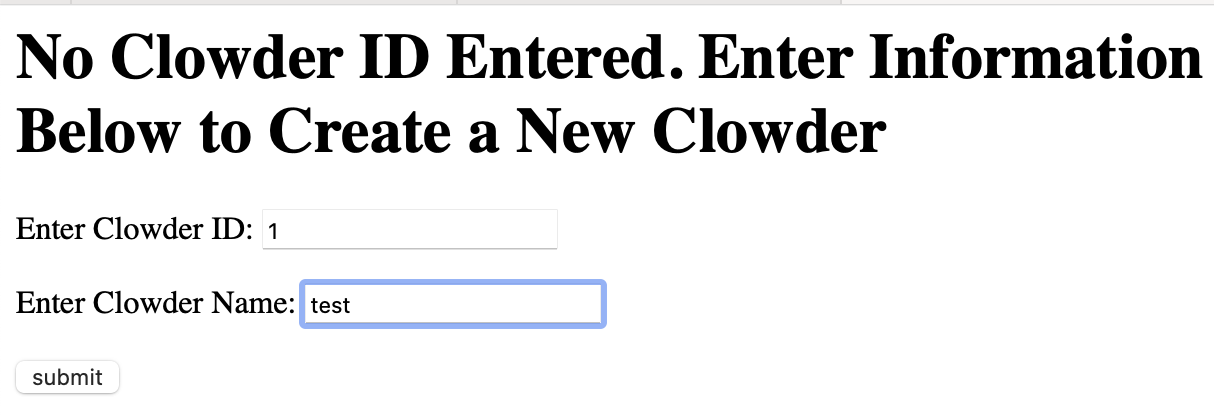 No Clowder ID Entered. Enter Information
Below to Create a New Clowder
Enter Clowder ID: 1
Enter Clowder Name: test
submit